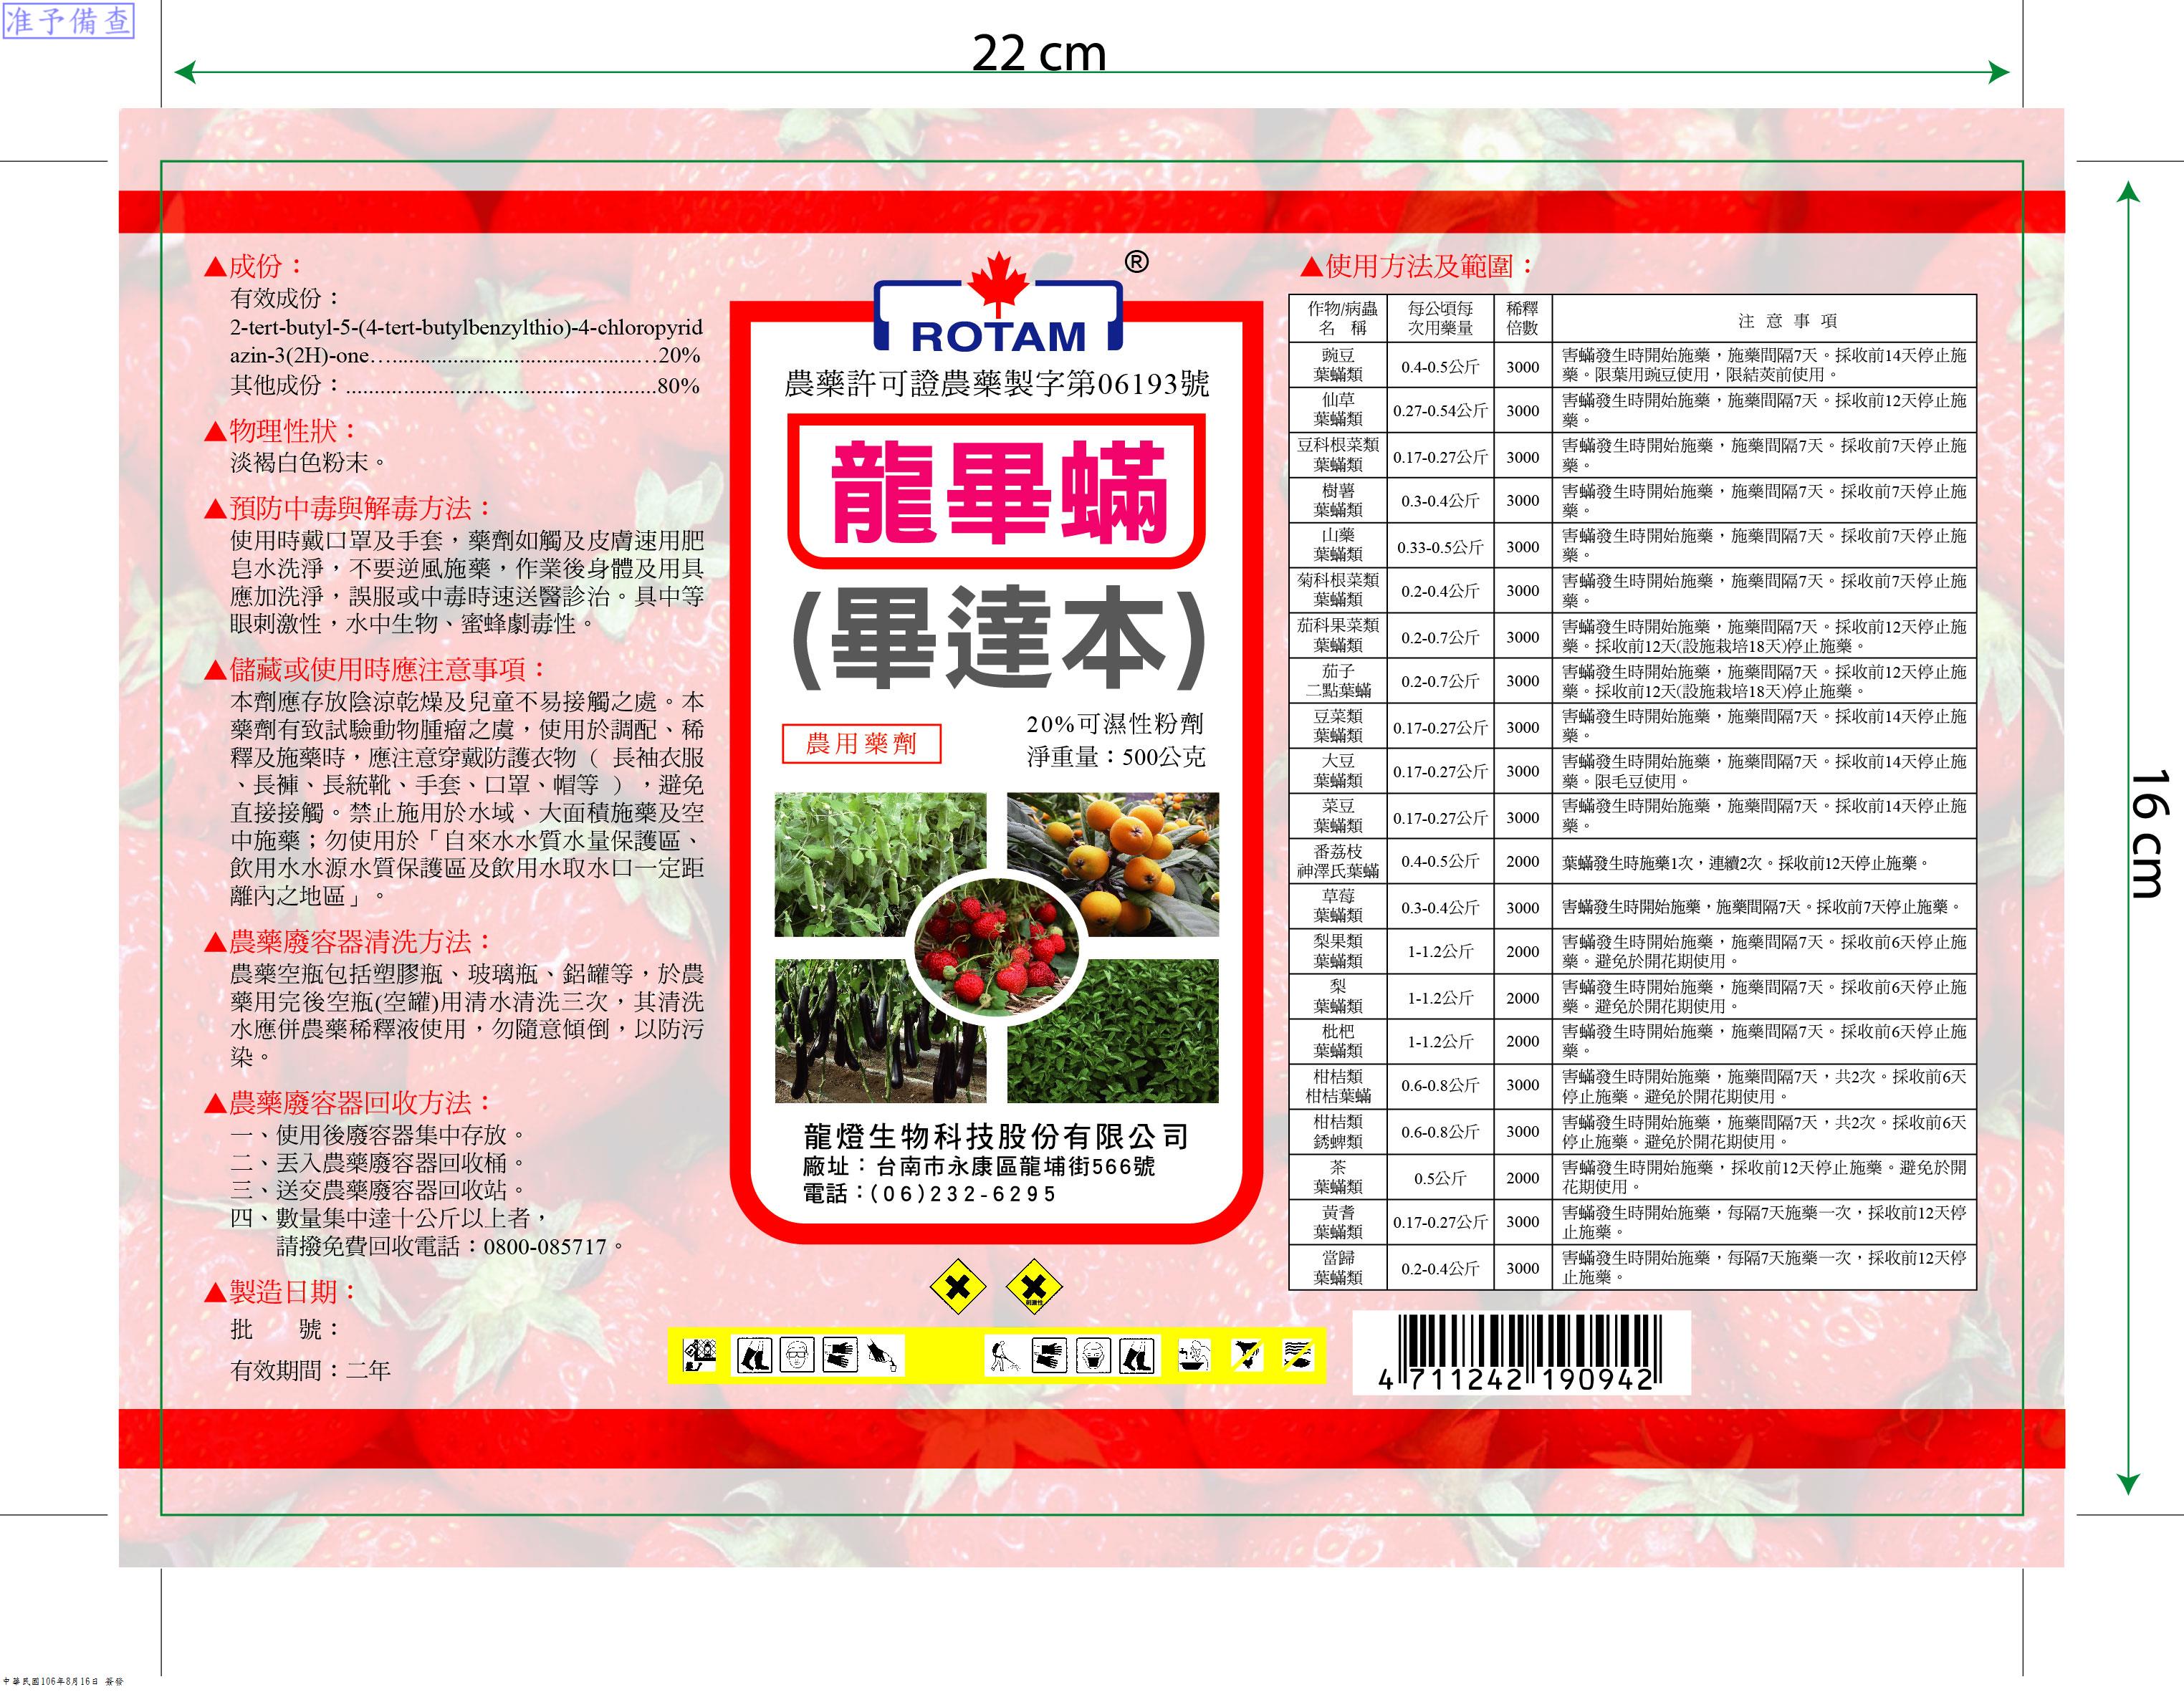 准予備查
22 cm
16 cm
▲成份：
有效成份：
2-tert-butyl-5-(4-tert-butylbenzylthio)-4-chloropyrid
azin-3(2H)-one…...........................................…20%
其他成份：......................................................80%
▲物理性狀：
淡褐白色粉末。
▲預防中毒與解毒方法：
使用時戴口罩及手套，藥劑如觸及皮膚速用肥
皂水洗淨，不要逆風施藥，作業後身體及用具
應加洗淨，誤服或中毒時速送醫診治。具中等
眼刺激性，水中生物、蜜蜂劇毒性。
▲儲藏或使用時應注意事項：
本劑應存放陰涼乾燥及兒童不易接觸之處。本
藥劑有致試驗動物腫瘤之虞，使用於調配、稀
釋及施藥時，應注意穿戴防護衣物（ 長袖衣服
、長褲、長統靴、手套、口罩、帽等 ），避免
直接接觸。禁止施用於水域、大面積施藥及空
中施藥；勿使用於「自來水水質水量保護區、
飲用水水源水質保護區及飲用水取水口一定距
離內之地區」。
▲農藥廢容器清洗方法：
農藥空瓶包括塑膠瓶、玻璃瓶、鋁罐等，於農
藥用完後空瓶(空罐)用清水清洗三次，其清洗
水應併農藥稀釋液使用，勿隨意傾倒，以防污
染。
▲農藥廢容器回收方法：
一、使用後廢容器集中存放。
二、丟入農藥廢容器回收桶。
三、送交農藥廢容器回收站。
四、數量集中達十公斤以上者，
請撥免費回收電話：0800-085717。
▲製造日期：
批　　號：
有效期間：二年
®
ROTAM
農藥許可證農藥製字第06193號
龍畢蟎
(畢達本)
農用藥劑
20%可濕性粉劑
淨重量：500公克
龍燈生物科技股份有限公司
廠址：台南市永康區龍埔街566號
電話：(06)232-6295
刺激性
▲使用方法及範圍：
作物/病蟲 每公頃每 稀釋 注 意 事 項
名　稱 次用藥量 倍數
豌豆 葉蟎類 0.4-0.5公斤 3000 害蟎發生時開始施藥，施藥間隔7天。採收前14天停止施
藥。限葉用豌豆使用，限結莢前使用。
仙草 葉蟎類 0.27-0.54公斤 3000 害蟎發生時開始施藥，施藥間隔7天。採收前12天停止施
藥。
豆科根菜類 葉蟎類 0.17-0.27公斤 3000 害蟎發生時開始施藥，施藥間隔7天。採收前7天停止施
藥。
樹薯 葉蟎類 0.3-0.4公斤 3000 害蟎發生時開始施藥，施藥間隔7天。採收前7天停止施
藥。
山藥 葉蟎類 0.33-0.5公斤 3000 害蟎發生時開始施藥，施藥間隔7天。採收前7天停止施
藥。
菊科根菜類 葉蟎類 0.2-0.4公斤 3000 害蟎發生時開始施藥，施藥間隔7天。採收前7天停止施
藥。
茄科果菜類 葉蟎類 0.2-0.7公斤 3000 害蟎發生時開始施藥，施藥間隔7天。採收前12天停止施
藥。採收前12天(設施栽培18天)停止施藥。
茄子 二點葉蟎 0.2-0.7公斤 3000 害蟎發生時開始施藥，施藥間隔7天。採收前12天停止施
藥。採收前12天(設施栽培18天)停止施藥。
豆菜類 葉蟎類 0.17-0.27公斤 3000 害蟎發生時開始施藥，施藥間隔7天。採收前14天停止施
藥。
大豆 葉蟎類 0.17-0.27公斤 3000 害蟎發生時開始施藥，施藥間隔7天。採收前14天停止施
藥。限毛豆使用。
菜豆 葉蟎類 0.17-0.27公斤 3000 害蟎發生時開始施藥，施藥間隔7天。採收前14天停止施
藥。
番荔枝 神澤氏葉蟎 0.4-0.5公斤 2000 葉蟎發生時施藥1次，連續2次。採收前12天停止施藥。
草莓 葉蟎類 0.3-0.4公斤 3000 害蟎發生時開始施藥，施藥間隔7天。採收前7天停止施藥。
梨果類 葉蟎類 1-1.2公斤 2000 害蟎發生時開始施藥，施藥間隔7天。採收前6天停止施
藥。避免於開花期使用。
梨 葉蟎類 1-1.2公斤 2000 害蟎發生時開始施藥，施藥間隔7天。採收前6天停止施
藥。避免於開花期使用。
枇杷 葉蟎類 1-1.2公斤 2000 害蟎發生時開始施藥，施藥間隔7天。採收前6天停止施
藥。
柑桔類 柑桔葉蟎 0.6-0.8公斤 3000 害蟎發生時開始施藥，施藥間隔7天，共2次。採收前6天
停止施藥。避免於開花期使用。
柑桔類 銹蜱類 0.6-0.8公斤 3000 害蟎發生時開始施藥，施藥間隔7天，共2次。採收前6天
停止施藥。避免於開花期使用。
茶 葉蟎類 0.5公斤 2000 害蟎發生時開始施藥，採收前12天停止施藥。避免於開
花期使用。
黃耆 葉蟎類 0.17-0.27公斤 3000 害蟎發生時開始施藥，每隔7天施藥一次，採收前12天停
止施藥。
當歸 葉蟎類 0.2-0.4公斤 3000 害蟎發生時開始施藥，每隔7天施藥一次，採收前12天停
止施藥。
4 711242 190942
中華民國106年8月16日 簽發